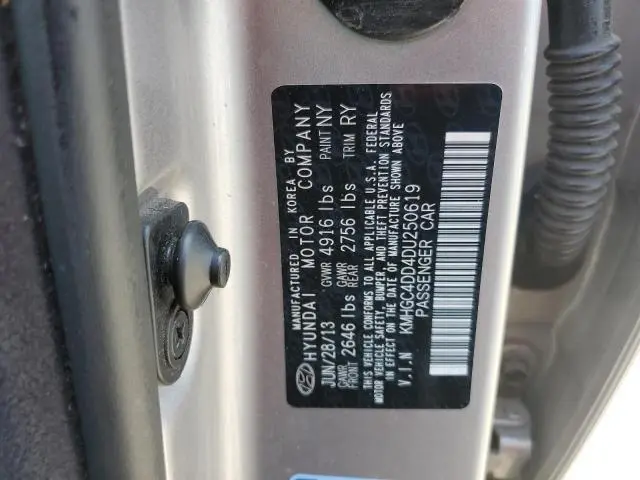 MANUFACTURED IN KOREA BY
HYUNDAI MOTOR COMPANY
JUN/28/13 GVWR 4916 lbs PAINT NY
GAWR FRONT 2646 lbs GAWR REAR 2756 lbs TRIM RY
THIS VEHICLE CONFORMS TO ALL APPLICABLE U.S.A. FEDERAL
MOTOR VEHICLE SAFETY, BUMPER, AND THEFT PREVENTION STANDARDS
IN EFFECT ON THE DATE OF MANUFACTURE SHOWN ABOVE
V.I.N KMHGC4DD4DU250619
PASSENGER CAR